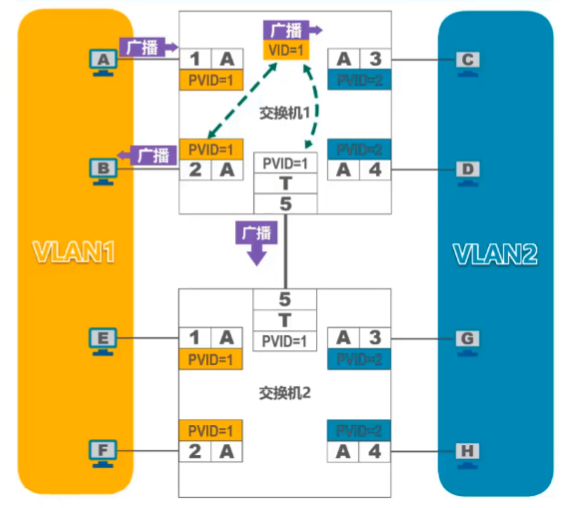 广播
VID=1
A
广播
1 A
PVID=1
A 3
PVID=2
C
交换机1
B
广播
PVID=1
2 A
PVID=1
T
5
PVID=2
A 4
D
VLAN1
广播
VLAN2
5
T
PVID=1
E
1 A
PVID=1
A 3
PVID=2
G
交换机2
F
PVID=1
2 A
PVID=2
A 4
H